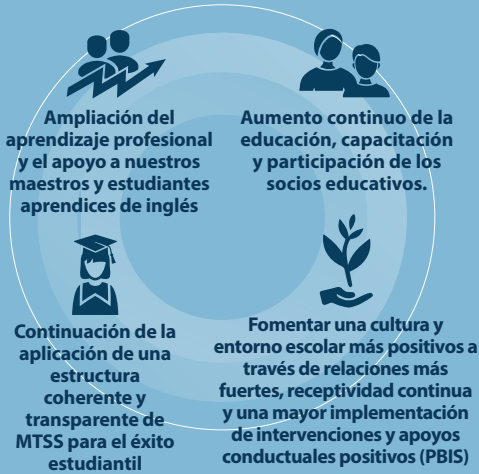 Ampliación del
aprendizaje profesional
y el apoyo a nuestros
maestros y estudiantes
aprendices de inglés
Aumento continuo de la
educación, capacitación
y participación de los
socios educativos.
Continuación de la
aplicación de una
estructura
coherente y
transparente de
MTSS para el éxito
estudiantil
Fomentar una cultura y
entorno escolar más positivos a
través de relaciones más
fuertes, receptividad continua
y una mayor implementación
de intervenciones y apoyos
conductuales positivos (PBIS)